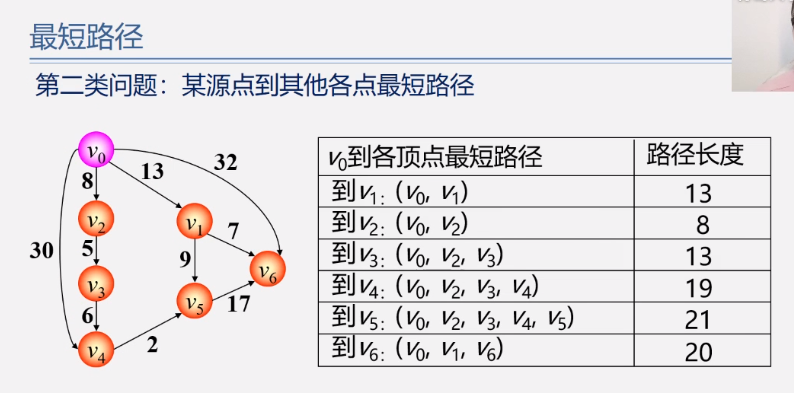 最短路径
第二类问题：某源点到其他各点最短路径
v0
13
32
8
v2
v1
7
30
5
9
v6
v3
6
v5
17
v4
2
v0到各顶点最短路径 路径长度
到v1: (v0, v1) 13
到v2: (v0, v2) 8
到v3: (v0, v2, v3) 13
到v4: (v0, v2, v3, v4) 19
到v5: (v0, v2, v3, v4, v5) 21
到v6: (v0, v1, v6) 20